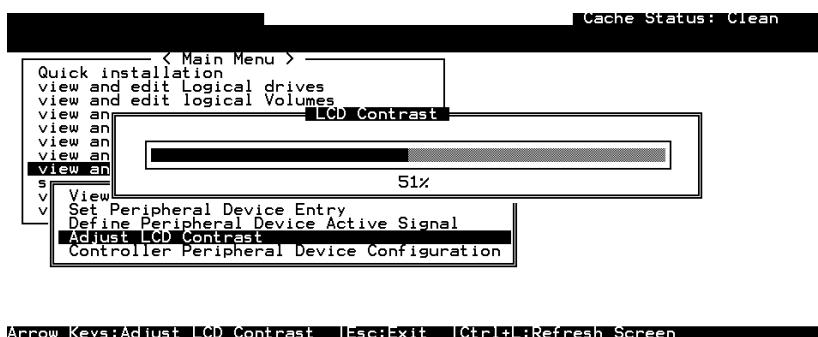 Cache Status: Clean
< Main Menu >
Quick installation
view and edit Logical drives
view and edit logical Volumes
view an
view an
view an
view an
view an
s
v
v
LCD Contrast
51%
View
Set Peripheral Device Entry
Define Peripheral Device Active Signal
Adjust LCD Contrast
Controller Peripheral Device Configuration
Arrow Keys:Adjust LCD Contrast |Esc:Exit |Ctrl+L:Refresh Screen